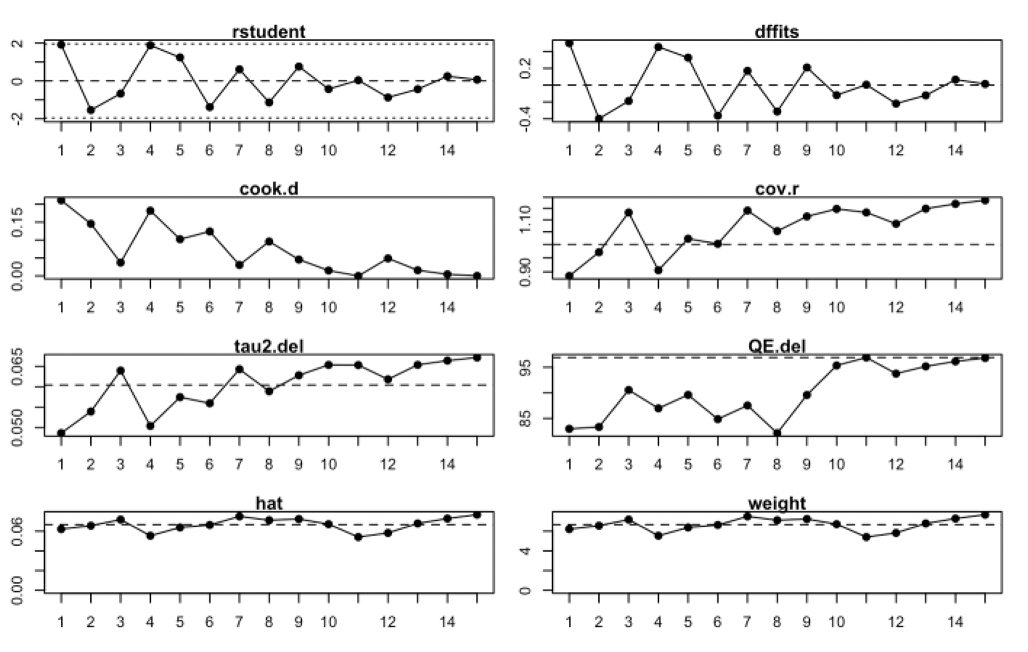 rstudent
2
0
-2
1 2 3 4 5 6 7 8 9 10 12 14
dffits
0.2
-0.4
1 2 3 4 5 6 7 8 9 10 12 14
cook.d
0.15
0.00
1 2 3 4 5 6 7 8 9 10 12 14
cov.r
1.10
0.90
1 2 3 4 5 6 7 8 9 10 12 14
tau2.del
0.065
0.050
1 2 3 4 5 6 7 8 9 10 12 14
QE.del
95
85
1 2 3 4 5 6 7 8 9 10 12 14
hat
0.06
0.00
1 2 3 4 5 6 7 8 9 10 12 14
weight
4
0
1 2 3 4 5 6 7 8 9 10 12 14